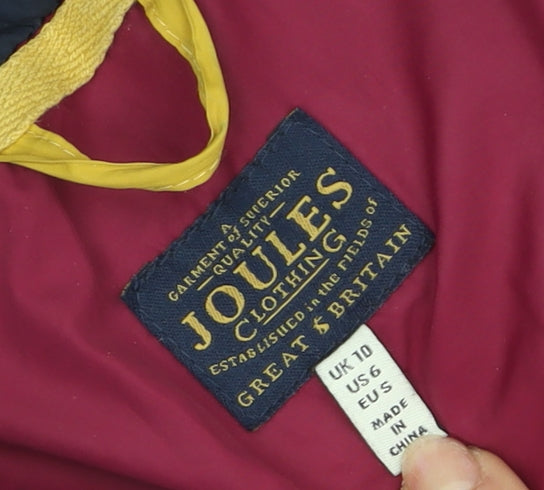 A
GARMENT of SUPERIOR
QUALITY
JOULES
CLOTHING
ESTABLISHED in the FIELDS of
GREAT & BRITAIN
UK 10
US 6
EU S
MADE
IN
CHINA